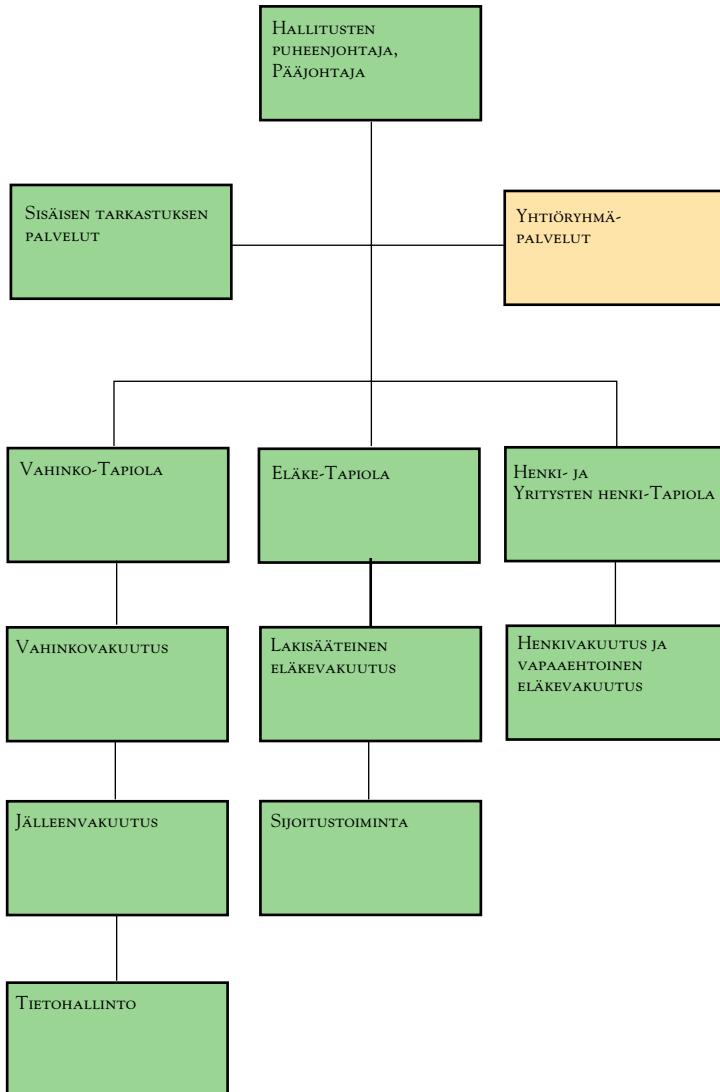 Hallitusten
puheenjohtaja,
Pääjohtaja
Sisäisen tarkastuksen
palvelut
Yhtiöryhmä-
palvelut
Vahinko-Tapiola
Eläke-Tapiola
Henki- ja
Yritysten henki-Tapiola
Vahinkovakuutus
Lakisääteinen
eläkevakuutus
Henkivakuutus ja
vapaaehtoinen
eläkevakuutus
Jälleenvakuutus
Sijoitustoiminta
Tietohallinto